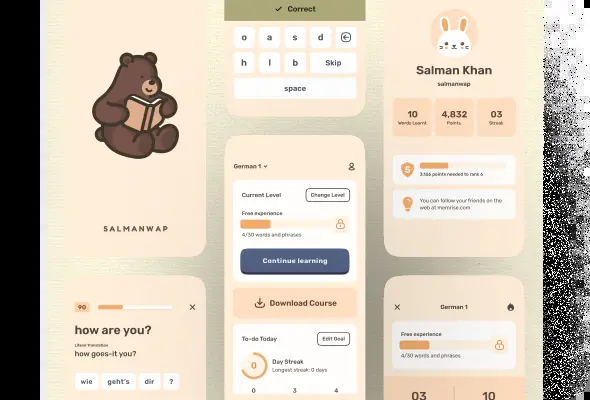 SALMANWAP
90
how are you?
Literal Translation
how goes-it you?
wie geht's dir ?
Correct
o a s d
h l b Skip
space
German 1
Current Level Change Level
Free experience
4/30 words and phrases
Continue learning
Download Course
To-do Today Edit Goal
0 Day Streak
Longest streak: 0 days
0 3 4
Salman Khan
salmanwap
10 4,832 03
Words Learnt Points Streak
5
3.166 points needed to rank 6
You can follow your friends on the
web at memrise.com
German 1
Free experience
4/30 words and phrases
03 10